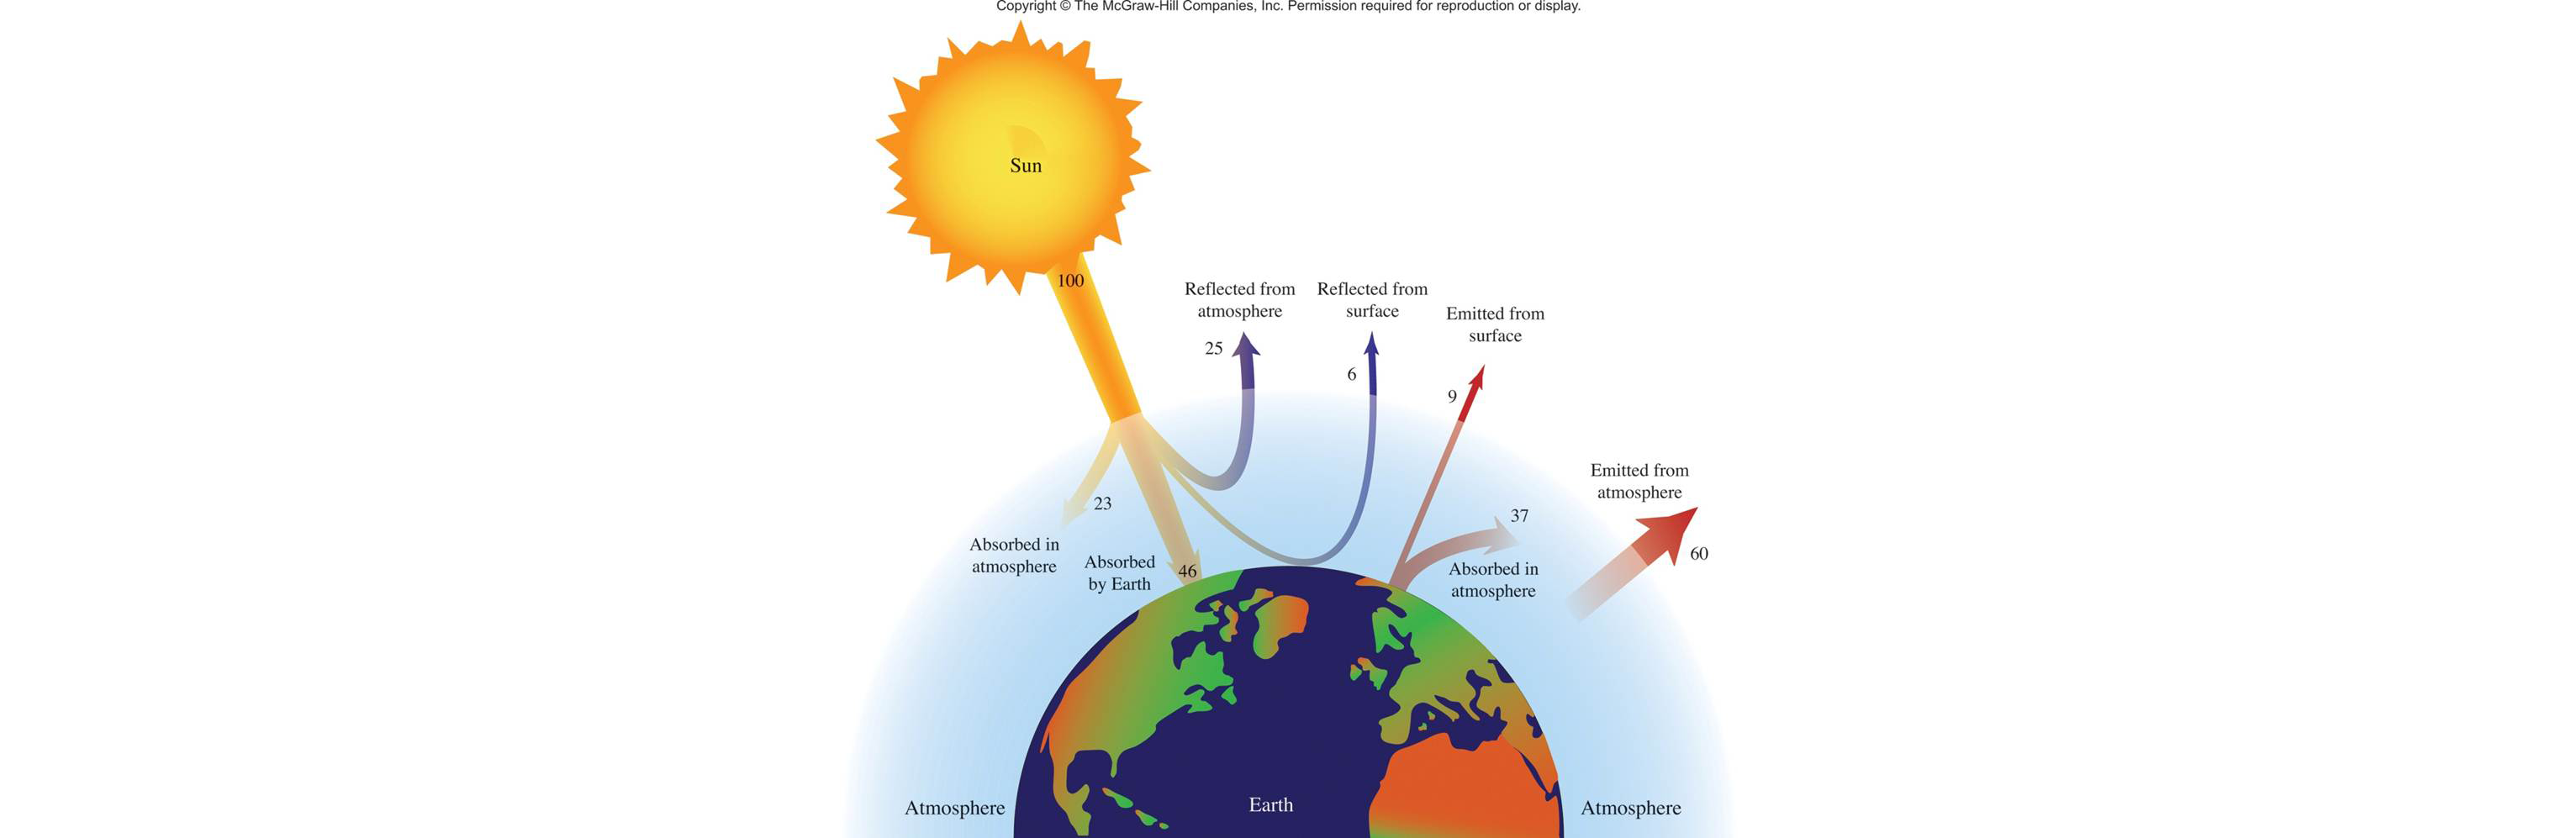 Copyright © The McGraw-Hill Companies, Inc. Permission required for reproduction or display.
Sun
100
Reflected from
atmosphere
25
Reflected from
surface
6
Emitted from
surface
9
Emitted from
atmosphere
60
23
Absorbed in
atmosphere
Absorbed
by Earth
46
37
Absorbed in
atmosphere
Atmosphere
Earth
Atmosphere